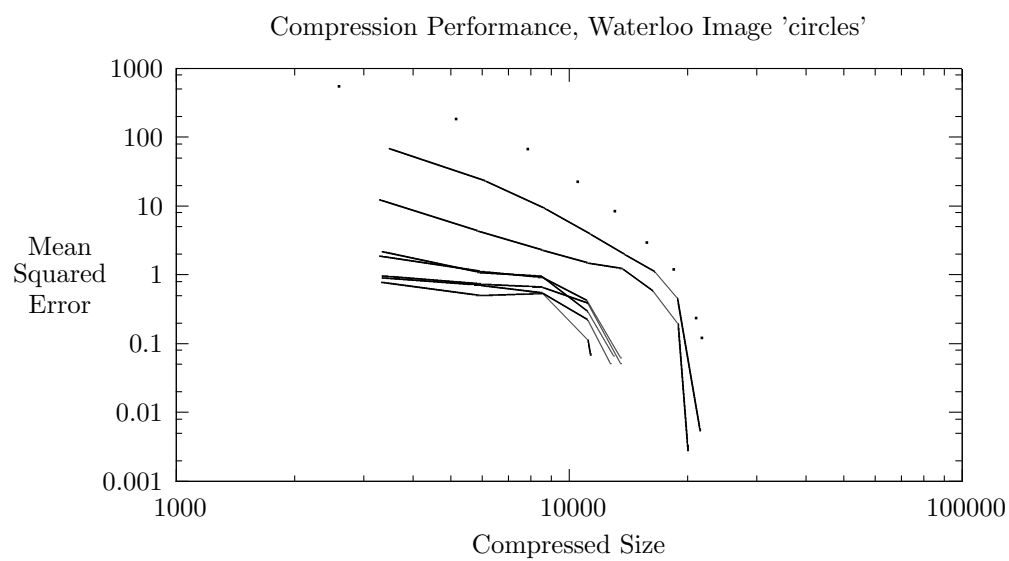 Compression Performance, Waterloo Image 'circles'
1000
100
10
1
0.1
0.01
0.001
Mean
Squared
Error
1000
10000
100000
Compressed Size